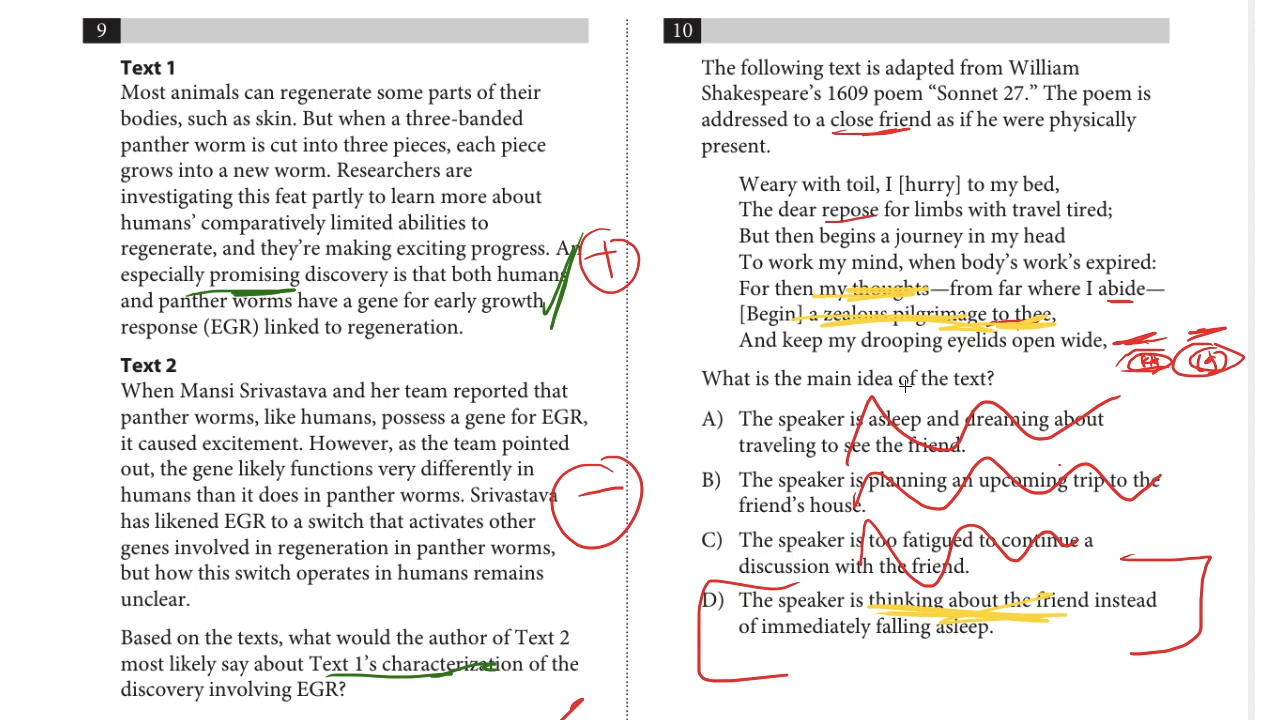 9
Text 1
Most animals can regenerate some parts of their
bodies, such as skin. But when a three-banded
panther worm is cut into three pieces, each piece
grows into a new worm. Researchers are
investigating this feat partly to learn more about
humans' comparatively limited abilities to
regenerate, and they're making exciting progress. An
especially promising discovery is that both humans
and panther worms have a gene for early growth
response (EGR) linked to regeneration.
Text 2
When Mansi Srivastava and her team reported that
panther worms, like humans, possess a gene for EGR,
it caused excitement. However, as the team pointed
out, the gene likely functions very differently in
humans than it does in panther worms. Srivastava
has likened EGR to a switch that activates other
genes involved in regeneration in panther worms,
but how this switch operates in humans remains
unclear.
Based on the texts, what would the author of Text 2
most likely say about Text 1's characterization of the
discovery involving EGR?
+
−
10
The following text is adapted from William
Shakespeare's 1609 poem “Sonnet 27.” The poem is
addressed to a close friend as if he were physically
present.
Weary with toil, I [hurry] to my bed,
The dear repose for limbs with travel tired;
But then begins a journey in my head
To work my mind, when body's work's expired:
For then my thoughts—from far where I abide—
[Begin] a zealous pilgrimage to thee,
And keep my drooping eyelids open wide,
What is the main idea of the text?
A) The speaker is asleep and dreaming about
traveling to see the friend.
B) The speaker is planning an upcoming trip to the
friend's house.
C) The speaker is too fatigued to continue a
discussion with the friend.
D) The speaker is thinking about the friend instead
of immediately falling asleep.